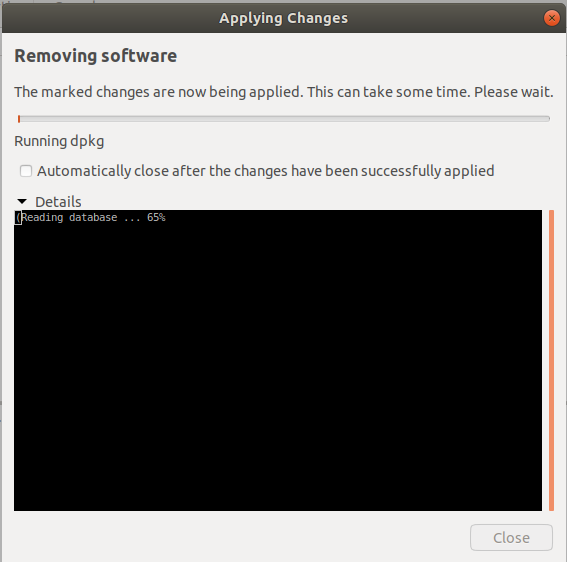 Applying Changes
Removing software
The marked changes are now being applied. This can take some time. Please wait.
Running dpkg
Automatically close after the changes have been successfully applied
Details
(Reading database ... 65%
Close